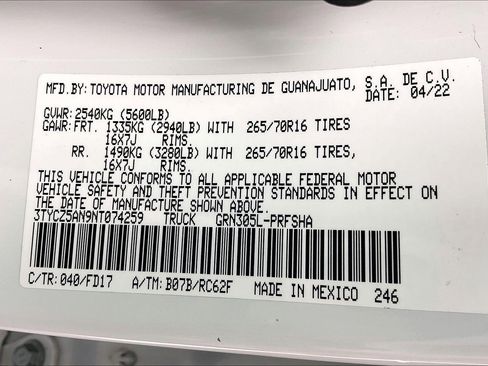 MFD.BY: TOYOTA MOTOR MANUFACTURING DE GUANAJUATO, S.A. DE C.V.
DATE: 04/22
GVWR: 2540KG (5600LB)
GAWR: FRT. 1335KG (2940LB) WITH 265/70R16 TIRES
16X7J RIMS.
RR. 1490KG (3280LB) WITH 265/70R16 TIRES
16X7J RIMS.
THIS VEHICLE CONFORMS TO ALL APPLICABLE FEDERAL MOTOR
VEHICLE SAFETY AND THEFT PREVENTION STANDARDS IN EFFECT ON
THE DATE OF MANUFACTURE SHOWN ABOVE.
3TYCZ5AN9NT074259 TRUCK GRN305L-PRFSHA
C/TR: 040/FD17 A/TM: B07B/RC62F MADE IN MEXICO 246